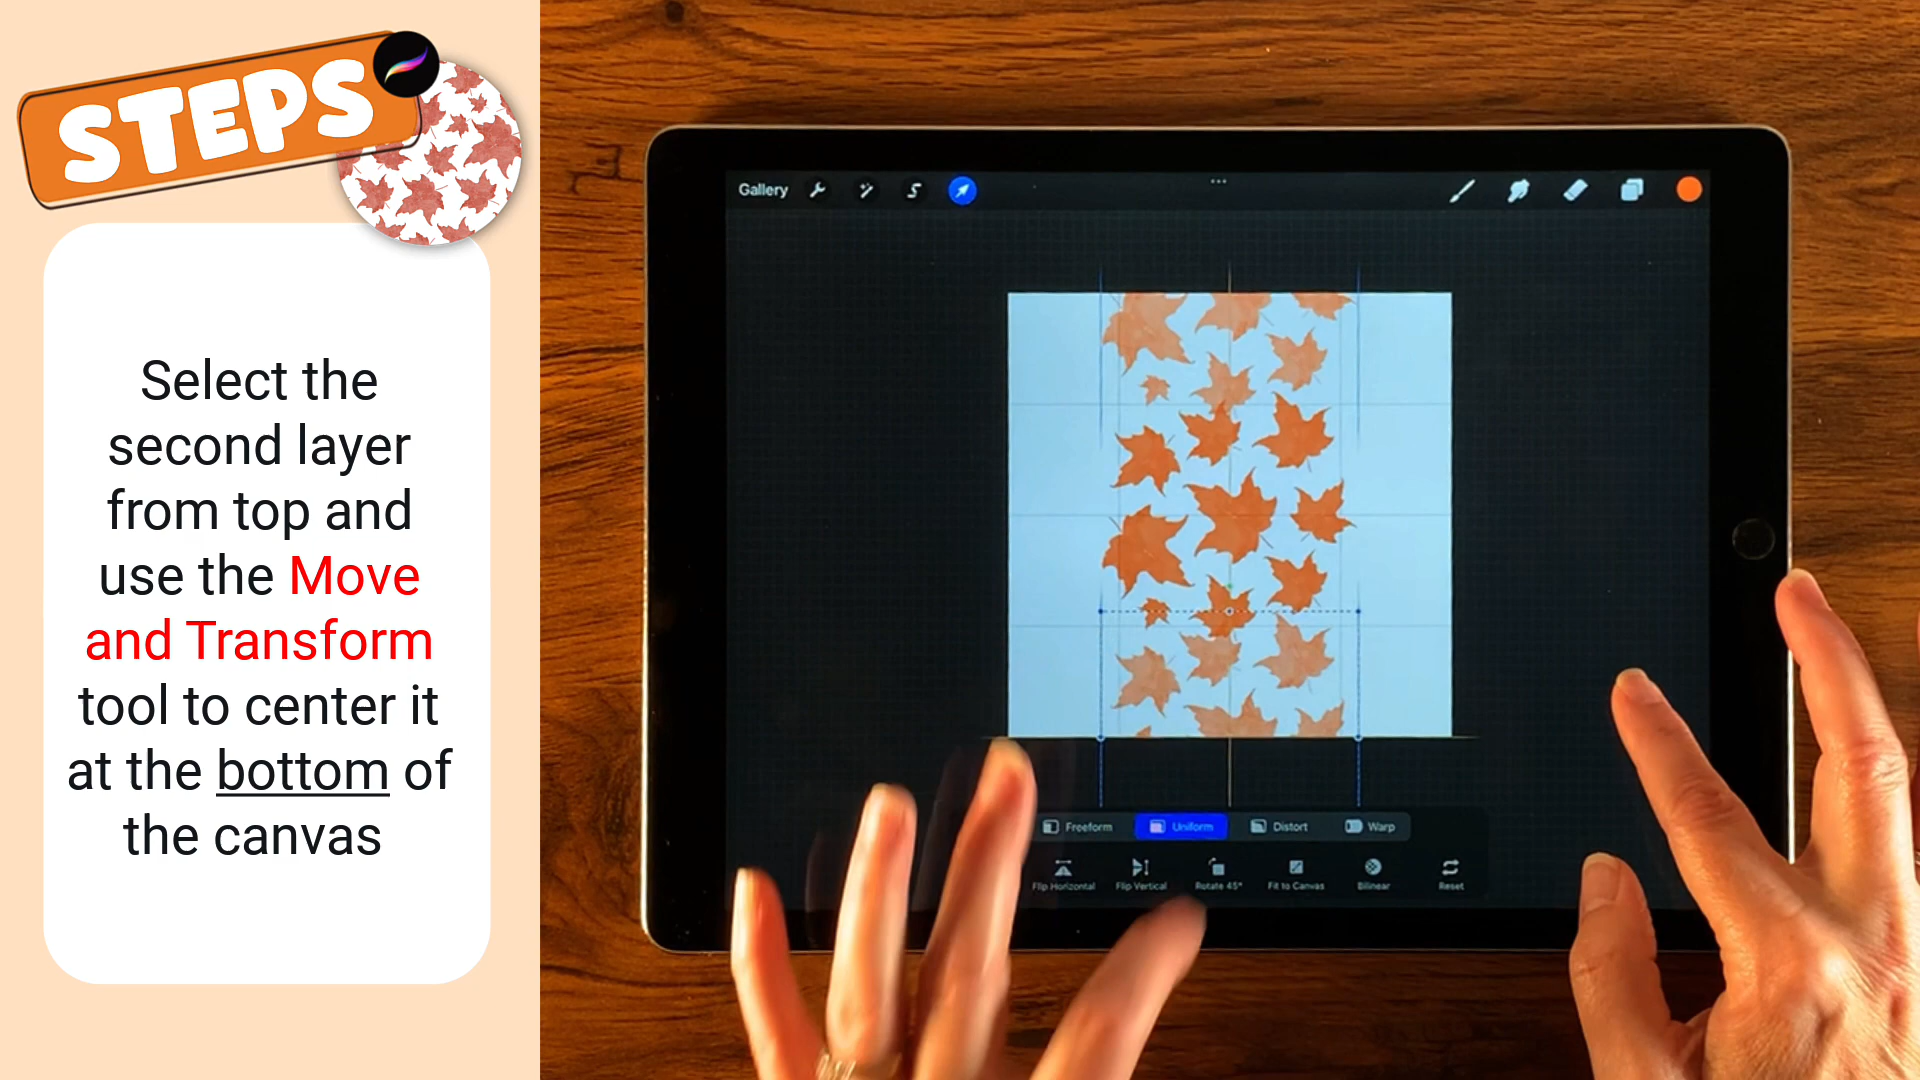 STEPS
Select the
second layer
from top and
use the Move
and Transform
tool to center it
at the bottom of
the canvas
Gallery
Freeform
Uniform
Distort
Warp
Flip Horizontal
Flip Vertical
Rotate 45°
Fit to Canvas
Bilinear
Reset